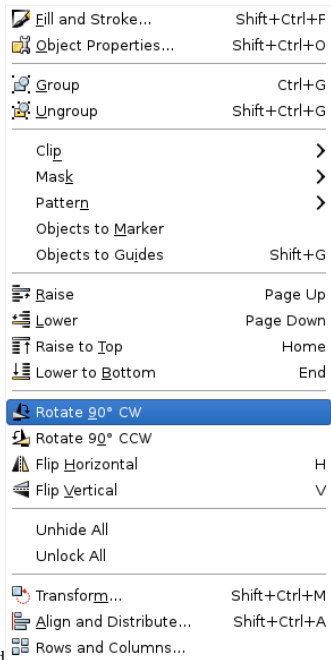 Fill and Stroke... Shift+Ctrl+F
Object Properties... Shift+Ctrl+O
Group Ctrl+G
Ungroup Shift+Ctrl+G
Clip
Mask
Pattern
Objects to Marker
Objects to Guides Shift+G
Raise Page Up
Lower Page Down
Raise to Top Home
Lower to Bottom End
Rotate 90° CW
Rotate 90° CCW
Flip Horizontal H
Flip Vertical V
Unhide All
Unlock All
Transform... Shift+Ctrl+M
Align and Distribute... Shift+Ctrl+A
Rows and Columns...